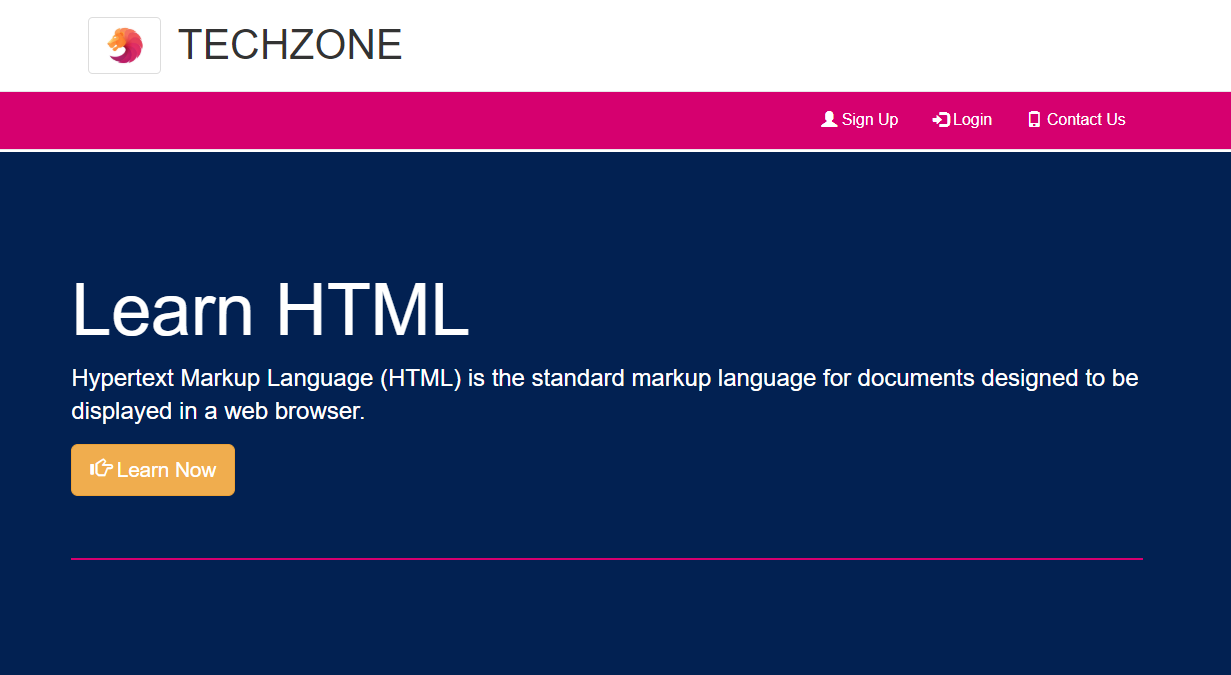 TECHZONE
Sign Up Login Contact Us
Learn HTML
Hypertext Markup Language (HTML) is the standard markup language for documents designed to be
displayed in a web browser.
Learn Now